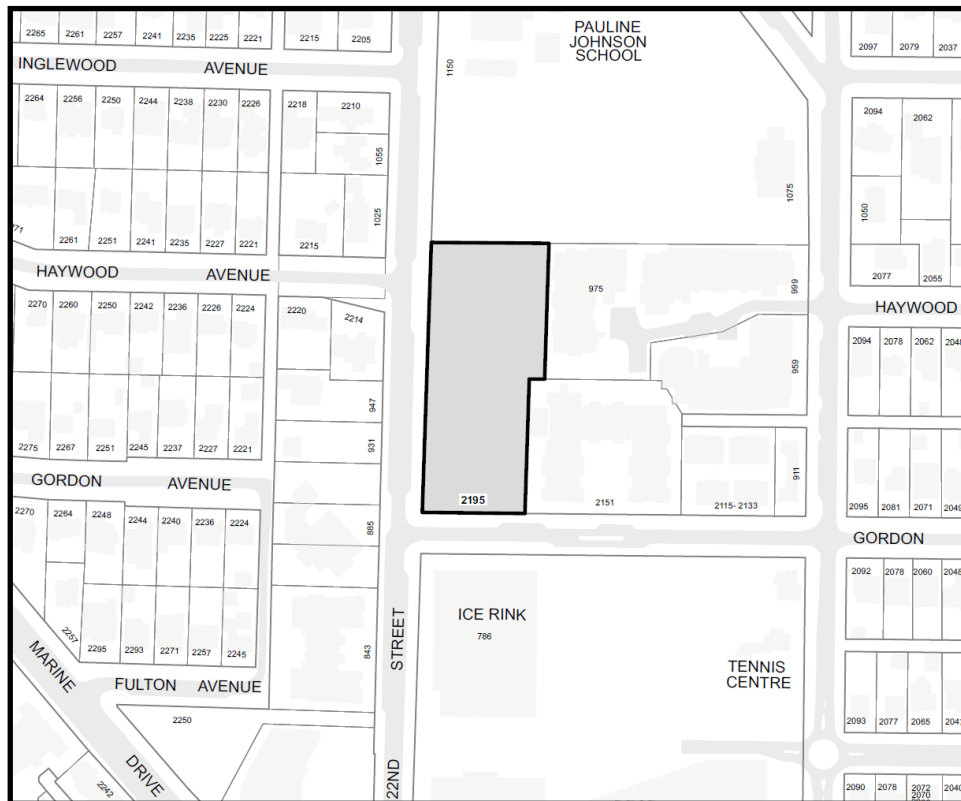 2265 2261 2257 2241 2235 2225 2221 2215 2205
PAULINE
JOHNSON
SCHOOL
2097 2079 2037
INGLEWOOD AVENUE
1150
2264 2256 2250 2244 2238 2230 2226 2218 2210
2094 2062
1055
1075
1025
1050
2261 2251 2241 2235 2227 2221 2215
2077 2055
HAYWOOD AVENUE
975
999
HAYWOOD
2270 2260 2250 2242 2236 2226 2224 2220 2214
2094 2078 2062
959
947
931
2275 2267 2251 2245 2237 2227 2221
911
GORDON AVENUE
2195
2151
2115- 2133
2095 2081 2071 2049
2270 2264 2248 2244 2240 2236 2224
885
GORDON
2092 2078 2060
ICE RINK
786
STREET
2257
2295 2293 2271 2257 2245
843
MARINE
TENNIS
CENTRE
FULTON AVENUE
2250
2093 2077 2065
DRIVE
22ND
2242
2090 2078 2072
2070